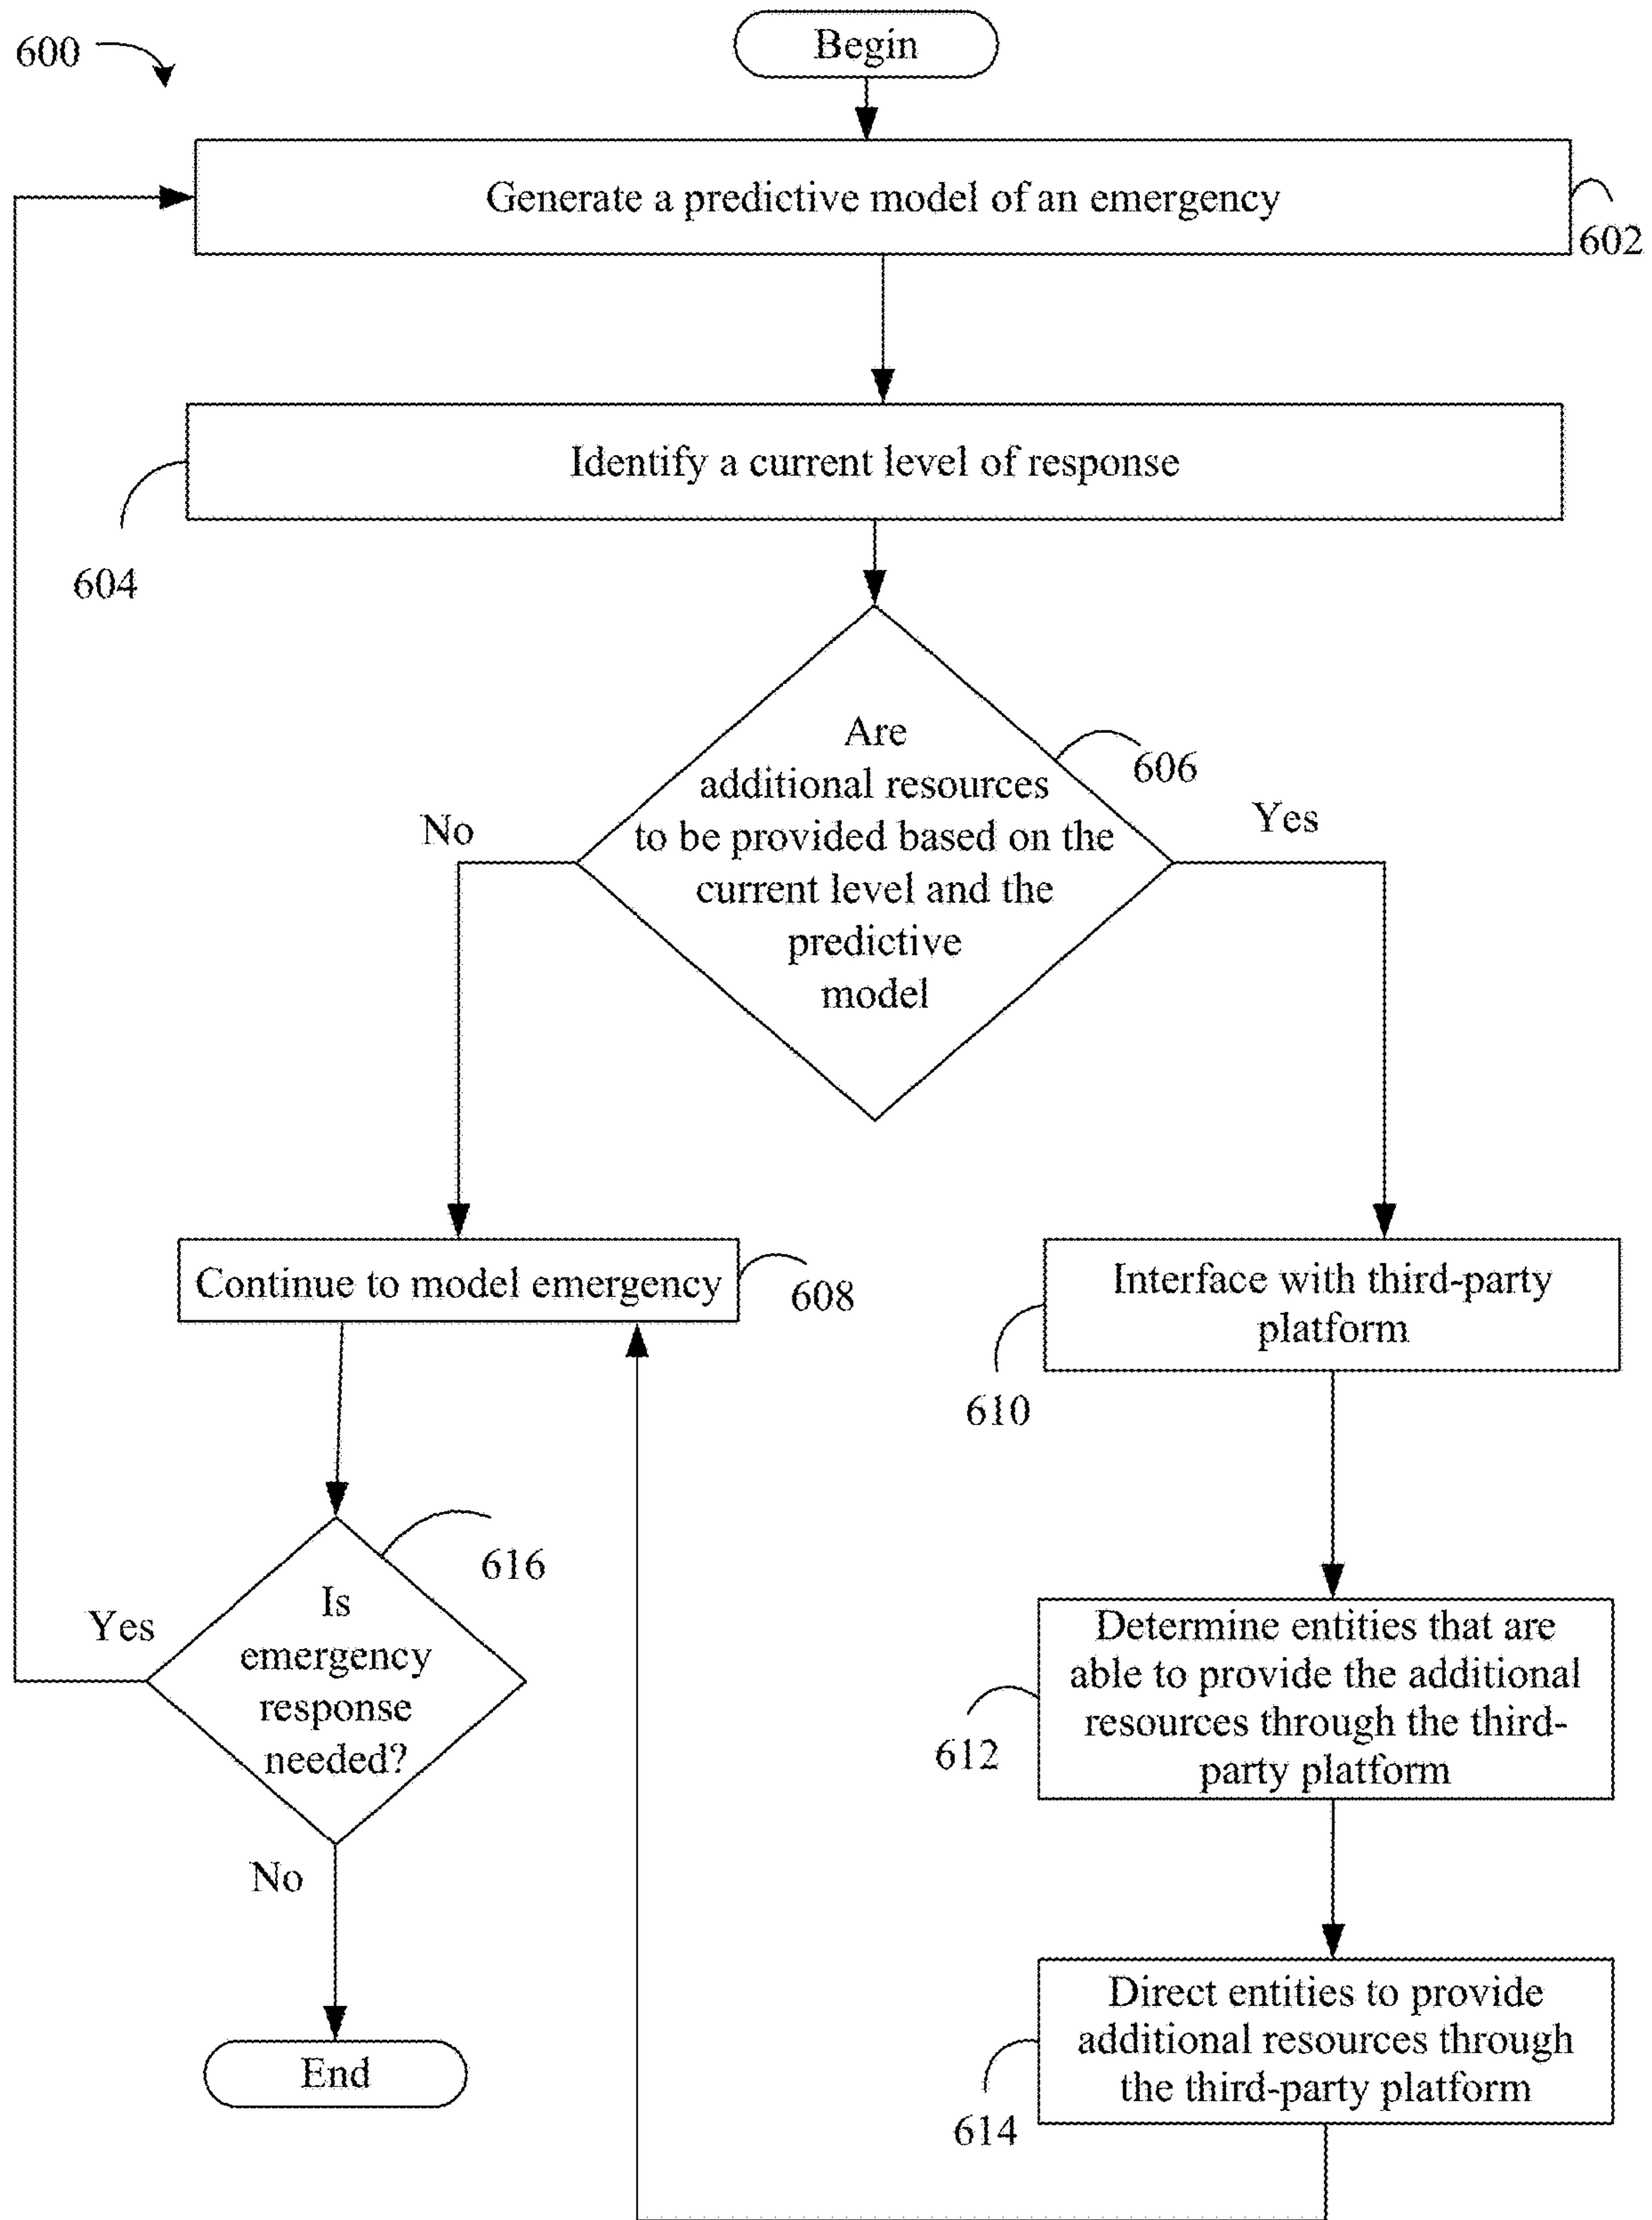 600
Begin
Generate a predictive model of an emergency
602
Identify a current level of response
604
Are
additional resources
to be provided based on the
current level and the
predictive
model
606
No
Yes
Continue to model emergency
608
Interface with third-party
platform
610
Is
emergency
response
needed?
616
Yes
No
Determine entities that are
able to provide the additional
resources through the third-
party platform
612
End
Direct entities to provide
additional resources through
the third-party platform
614